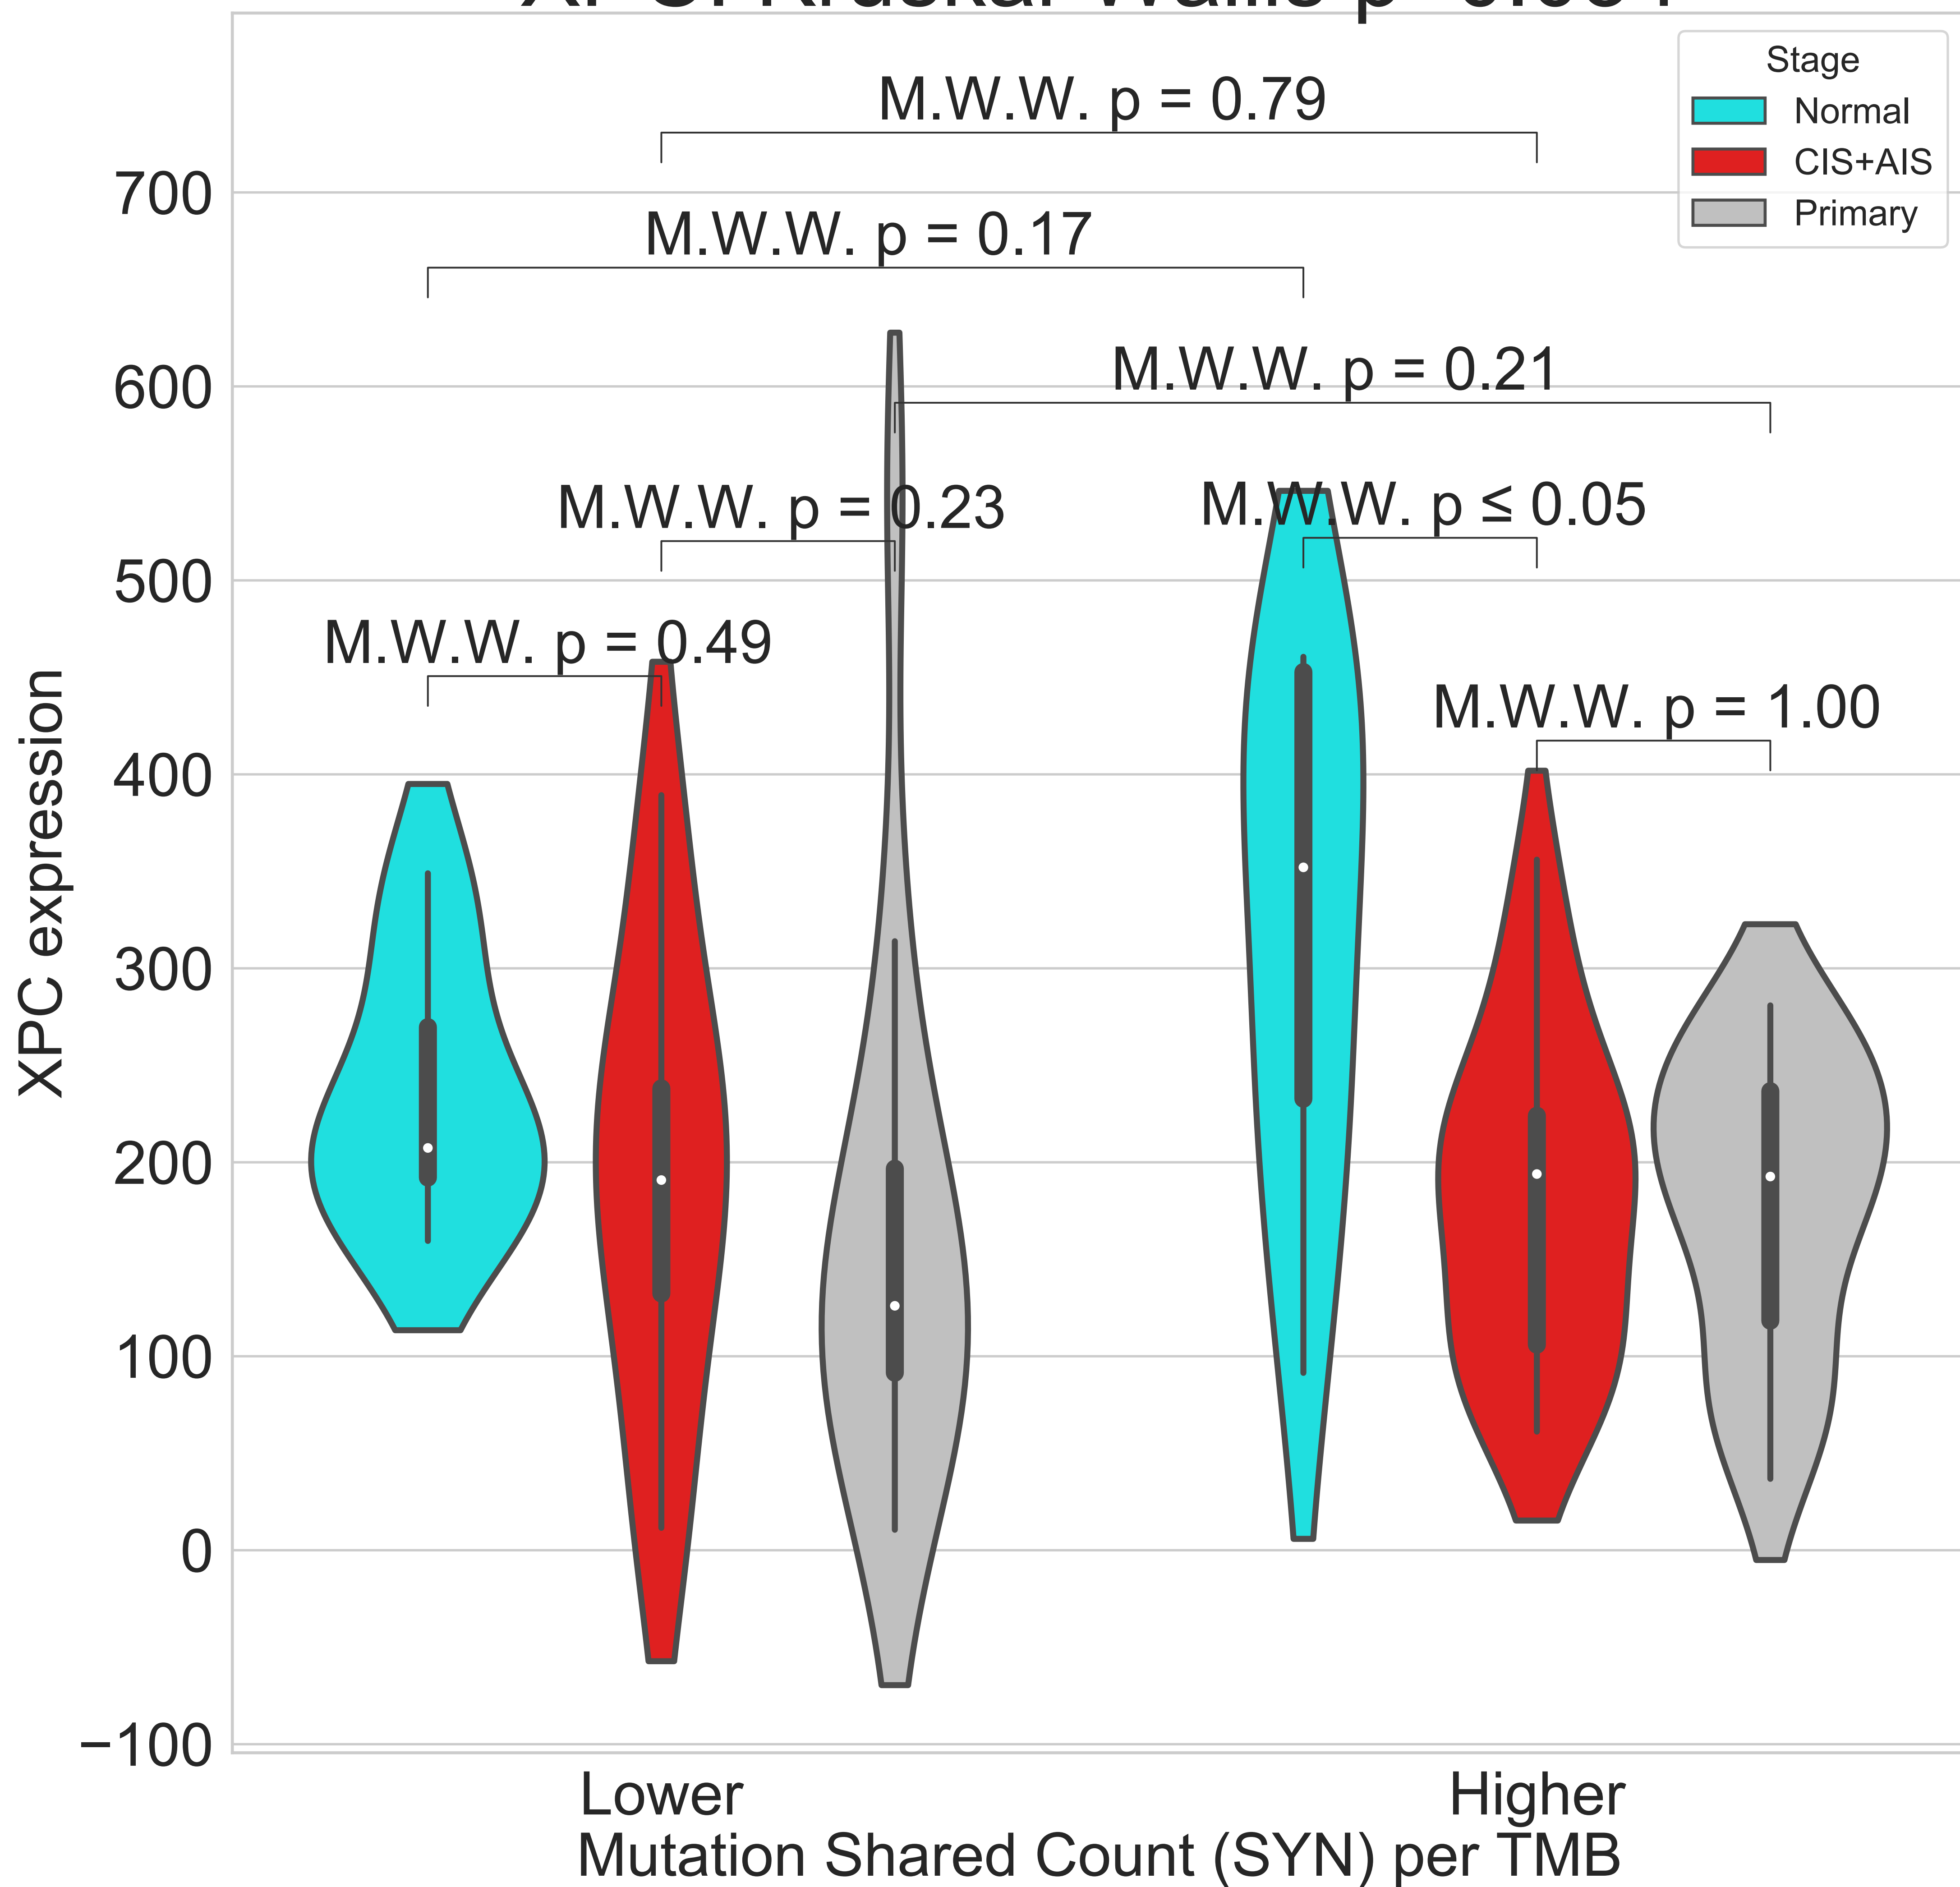 Stage
Normal
CIS+AIS
Primary
M.W.W. p = 0.79
M.W.W. p = 0.17
M.W.W. p = 0.21
M.W.W. p = 0.23
M.W.W. p ≤ 0.05
M.W.W. p = 0.49
M.W.W. p = 1.00
XPC expression
700
600
500
400
300
200
100
0
−100
Lower
Higher
Mutation Shared Count (SYN) per TMB